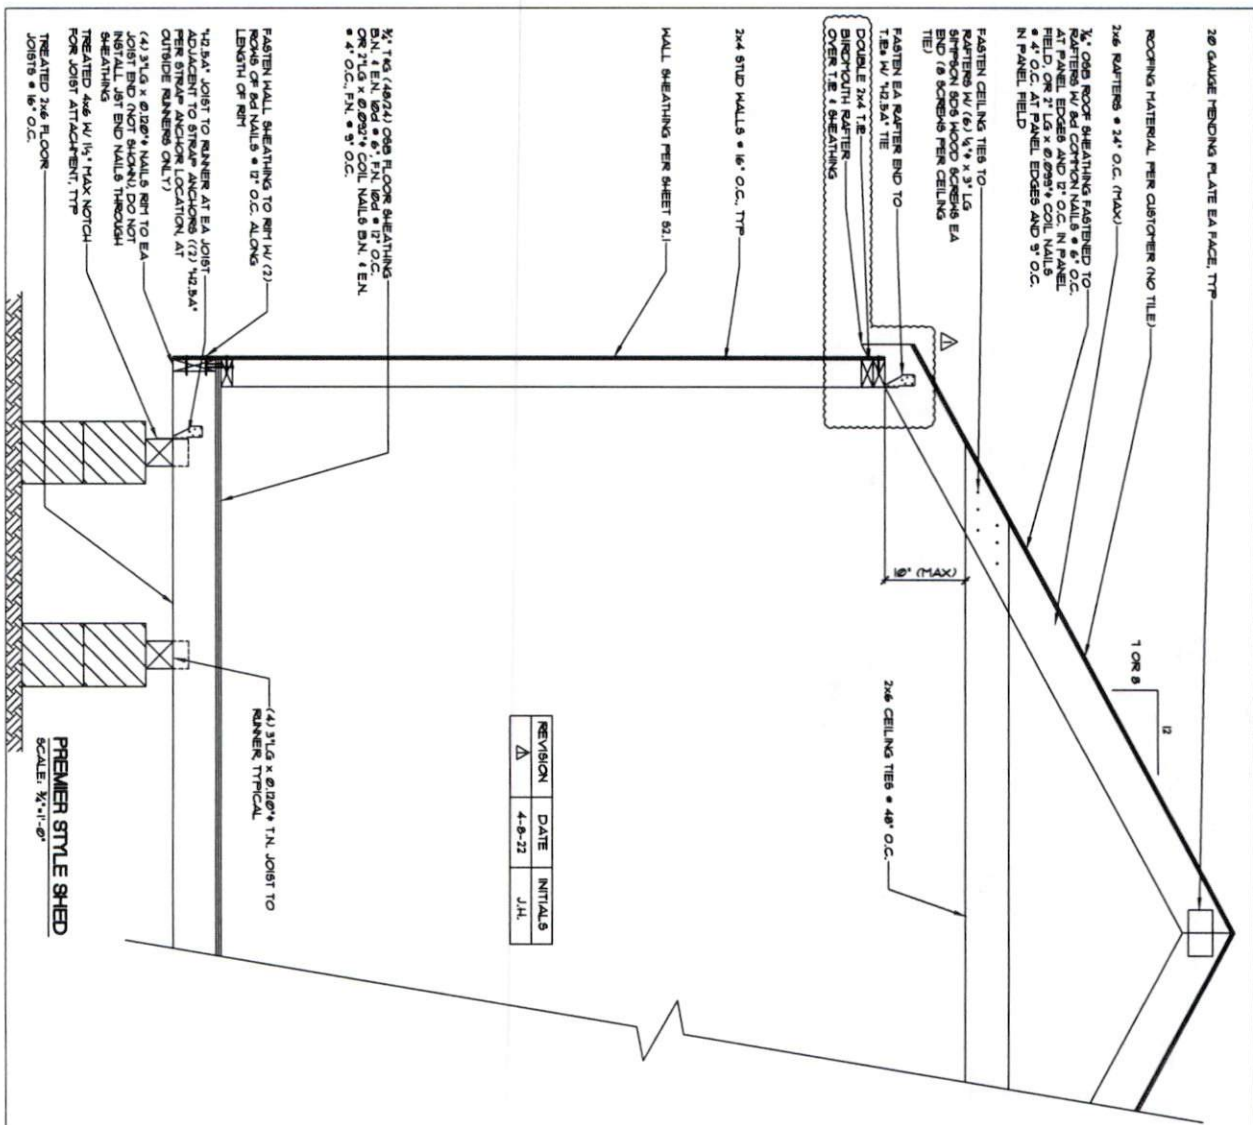 20 GAUGE MENDING PLATE EA FACE, TYP
ROOFING MATERIAL PER CUSTOMER (NO TILE)
2x6 RAFTERS @ 24" O.C. (MAX)
7/16" OSB ROOF SHEATHING FASTENED TO
RAFTERS W/ 8d COMMON NAILS @ 6" O.C.
AT PANEL EDGES AND 12" O.C. IN PANEL
FIELD, OR 2" LG x 0.099"ϕ COIL NAILS
@ 4" O.C. AT PANEL EDGES AND 9" O.C.
IN PANEL FIELD
FASTEN CEILING TIES TO
RAFTERS W/ (6) 1/4"ϕ x 3" LG
SIMPSON SDS WOOD SCREWS EA
END (8 SCREWS PER CEILING
TIE)
FASTEN EA RAFTER END TO
T.P.s W/ "H2.5A" TIE
DOUBLE 2x4 T.P.
BIRDMOUTH RAFTER
OVER T.P. & SHEATHING
1
7 OR 8
12
10" (MAX)
2x6 CEILING TIES @ 48" O.C.
2x4 STUD WALLS @ 16" O.C., TYP
WALL SHEATHING PER SHEET S2.1
REVISION DATE INITIALS
1 4-8-22 J.H.
3/4" T&G (48/24) OSB FLOOR SHEATHING
B.N. & E.N. 10d @ 6", F.N. 10d @ 12" O.C.
OR 2" LG x 0.092"ϕ COIL NAILS B.N. & E.N.
@ 4" O.C., F.N. @ 9" O.C.
FASTEN WALL SHEATHING TO RIM W/ (2)
ROWS OF 8d NAILS @ 12" O.C. ALONG
LENGTH OF RIM
"H2.5A" JOIST TO RUNNER AT EA JOIST
ADJACENT TO STRAP ANCHORS ((2) "H2.5A"
PER STRAP ANCHOR LOCATION AT
OUTSIDE RUNNERS ONLY)
(4) 3" LG x 0.120"ϕ NAILS RIM TO EA
JOIST END (NOT SHOWN), DO NOT
INSTALL JST END NAILS THROUGH
SHEATHING
TREATED 4x6 W/ 1½" MAX NOTCH
FOR JOIST ATTACHMENT, TYP
TREATED 2x6 FLOOR
JOISTS @ 16" O.C.
(4) 3" LG x 0.120"ϕ T.N. JOIST TO
RUNNER, TYPICAL
PREMIER STYLE SHED
SCALE: 3/4"=1'-0"